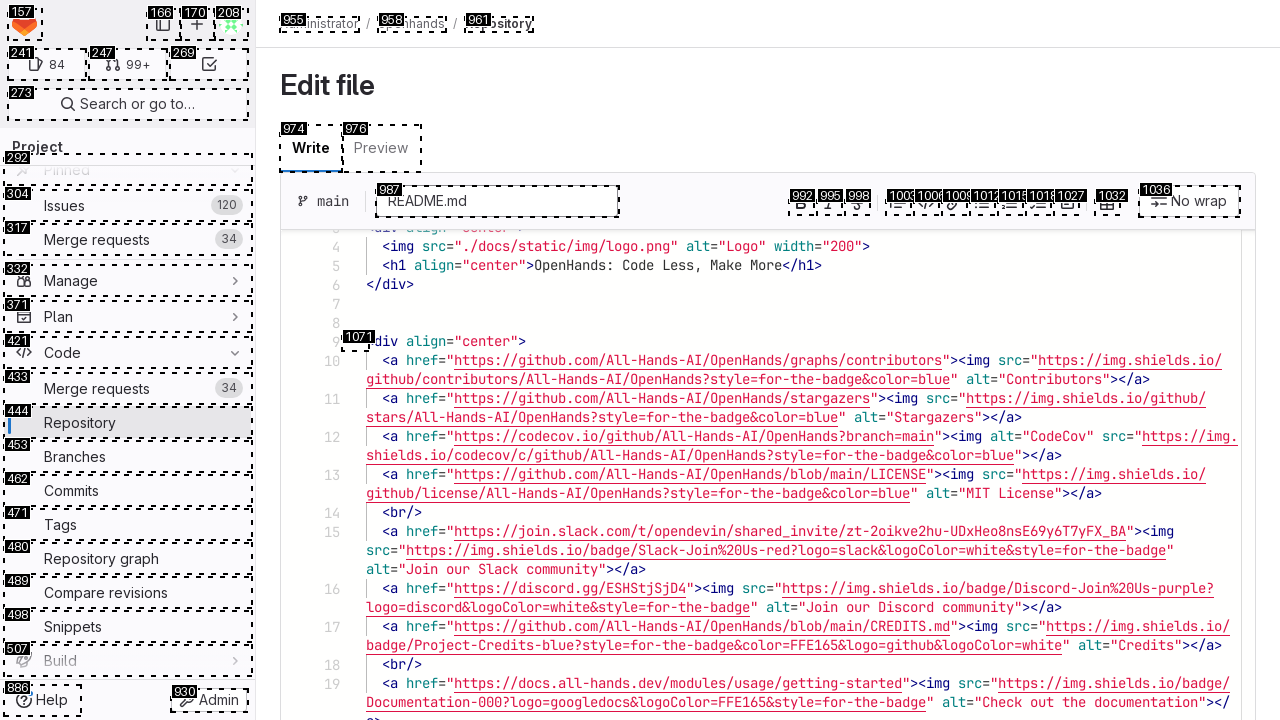 157
166
170
208
241
84
247
99+
269
273
Search or go to…
Project
292
Pinned
304
Issues
120
317
Merge requests
34
332
Manage
371
Plan
421
Code
433
Merge requests
34
444
Repository
453
Branches
462
Commits
471
Tags
480
Repository graph
489
Compare revisions
498
Snippets
507
Build
886
Help
930
Admin
955
958
961
/
/
Edit file
974
Write
976
Preview
main
987
README.md
992
995
998
1003
1006
1009
1012
1015
1018
1027
1032
1036
No wrap
4 <img src="./docs/static/img/logo.png" alt="Logo" width="200">
5 <h1 align="center">OpenHands: Code Less, Make More</h1>
6 </div>
7
8
1071
9 div align="center">
10 <a href="https://github.com/All-Hands-AI/OpenHands/graphs/contributors"><img src="https://img.shields.io/
github/contributors/All-Hands-AI/OpenHands?style=for-the-badge&color=blue" alt="Contributors"></a>
11 <a href="https://github.com/All-Hands-AI/OpenHands/stargazers"><img src="https://img.shields.io/github/
stars/All-Hands-AI/OpenHands?style=for-the-badge&color=blue" alt="Stargazers"></a>
12 <a href="https://codecov.io/github/All-Hands-AI/OpenHands?branch=main"><img alt="CodeCov" src="https://img.
shields.io/codecov/c/github/All-Hands-AI/OpenHands?style=for-the-badge&color=blue"></a>
13 <a href="https://github.com/All-Hands-AI/OpenHands/blob/main/LICENSE"><img src="https://img.shields.io/
github/license/All-Hands-AI/OpenHands?style=for-the-badge&color=blue" alt="MIT License"></a>
14 <br/>
15 <a href="https://join.slack.com/t/opendevin/shared_invite/zt-2oikve2hu-UDxHeo8nsE69y6T7yFX_BA"><img
src="https://img.shields.io/badge/Slack-Join%20Us-red?logo=slack&logoColor=white&style=for-the-badge"
alt="Join our Slack community"></a>
16 <a href="https://discord.gg/ESHStjSjD4"><img src="https://img.shields.io/badge/Discord-Join%20Us-purple?
logo=discord&logoColor=white&style=for-the-badge" alt="Join our Discord community"></a>
17 <a href="https://github.com/All-Hands-AI/OpenHands/blob/main/CREDITS.md"><img src="https://img.shields.io/
badge/Project-Credits-blue?style=for-the-badge&color=FFE165&logo=github&logoColor=white" alt="Credits"></a>
18 <br/>
19 <a href="https://docs.all-hands.dev/modules/usage/getting-started"><img src="https://img.shields.io/badge/
Documentation-000?logo=googledocs&logoColor=FFE165&style=for-the-badge" alt="Check out the documentation"></